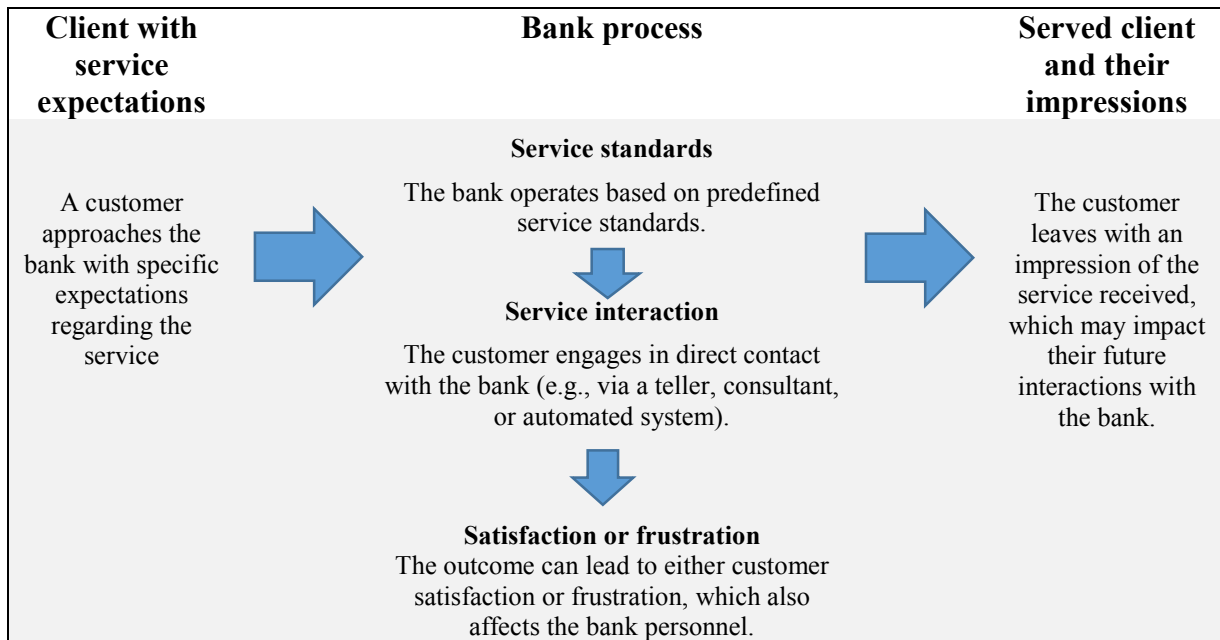 Client with
service
expectations
Bank process
Served client
and their
impressions
A customer
approaches the
bank with specific
expectations
regarding the
service
Service standards
The bank operates based on predefined
service standards.
Service interaction
The customer engages in direct contact
with the bank (e.g., via a teller, consultant,
or automated system).
Satisfaction or frustration
The outcome can lead to either customer
satisfaction or frustration, which also
affects the bank personnel.
The customer
leaves with an
impression of the
service received,
which may impact
their future
interactions with
the bank.